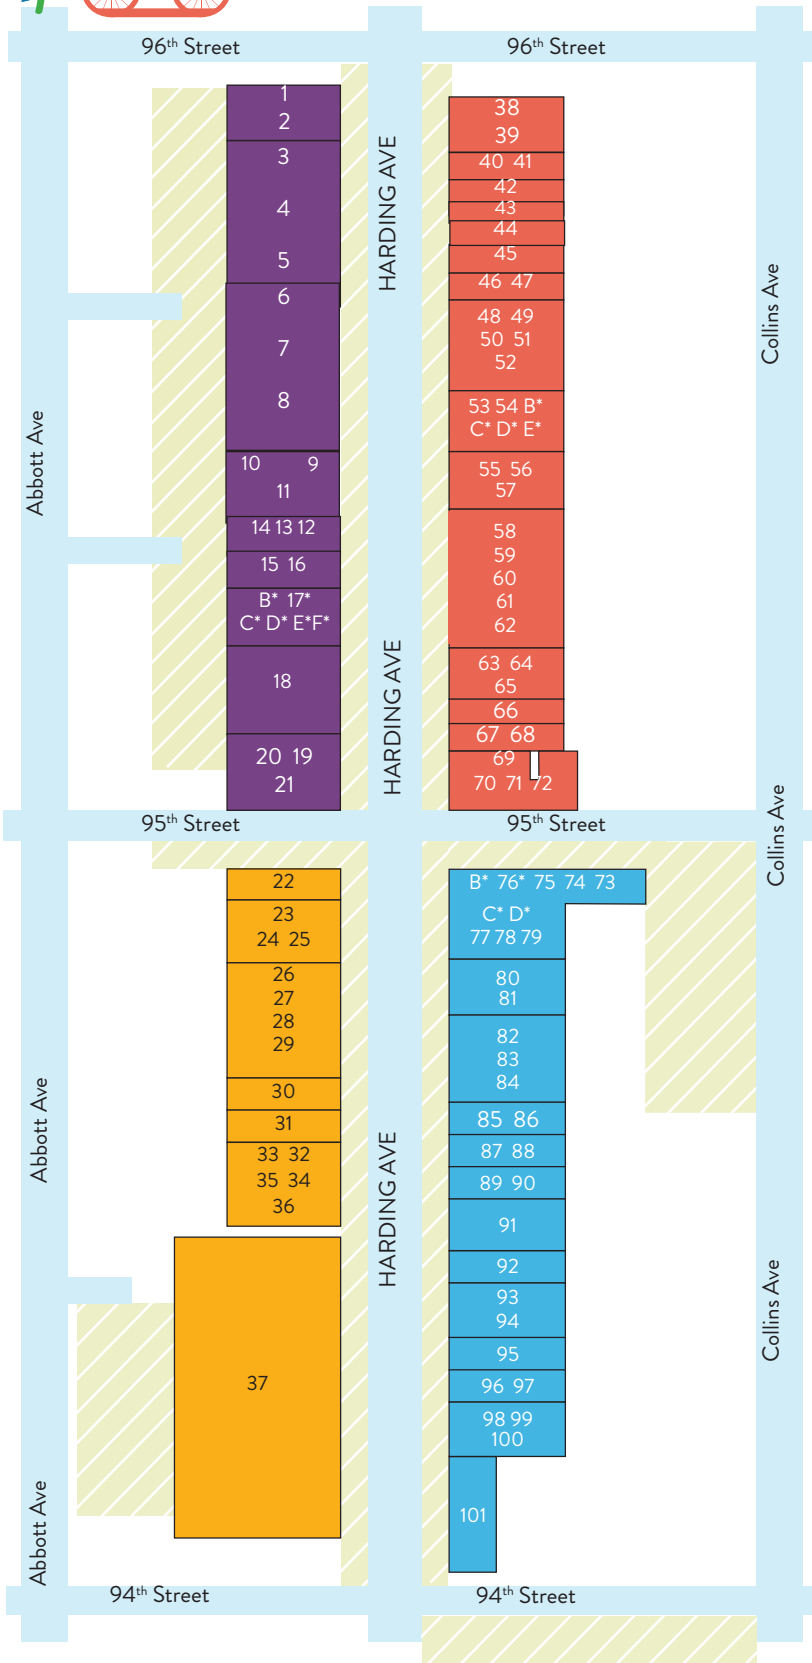 96th Street
96th Street
1
2
3
4
5
6
7
8
10 9
11
14 13 12
15 16
B* 17*
C* D* E*F*
18
20 19
21
HARDING AVE
HARDING AVE
38
39
40 41
42
43
44
45
46 47
48 49
50 51
52
53 54 B*
C* D* E*
55 56
57
58
59
60
61
62
63 64
65
66
67 68
69
70 71 72
Abbott Ave
Collins Ave
95th Street
95th Street
Collins Ave
22
23
24 25
26
27
28
29
30
31
33 32
35 34
36
37
HARDING AVE
B* 76* 75 74 73
C* D*
77 78 79
80
81
82
83
84
85 86
87 88
89 90
91
92
93
94
95
96 97
98 99
100
101
Abbott Ave
Abbott Ave
Collins Ave
94th Street
94th Street